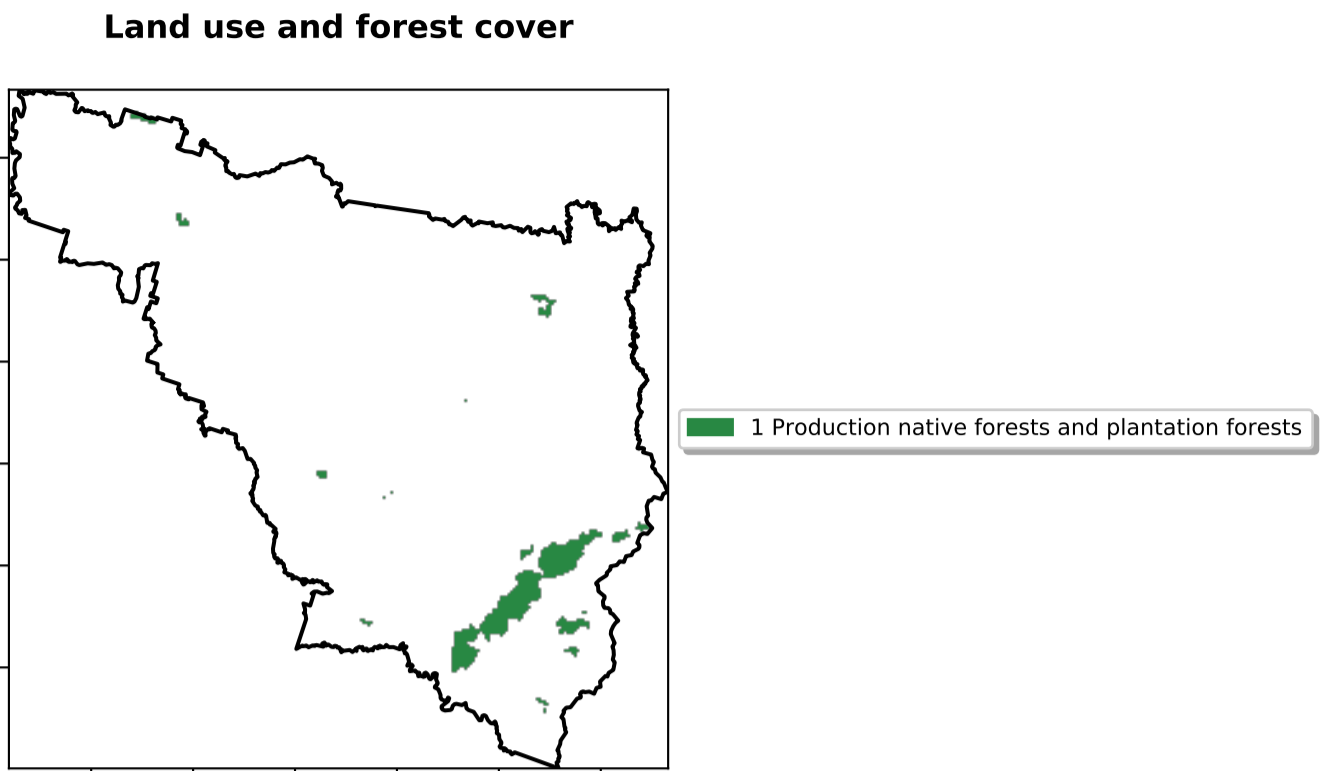 Land use and forest cover
1 Production native forests and plantation forests